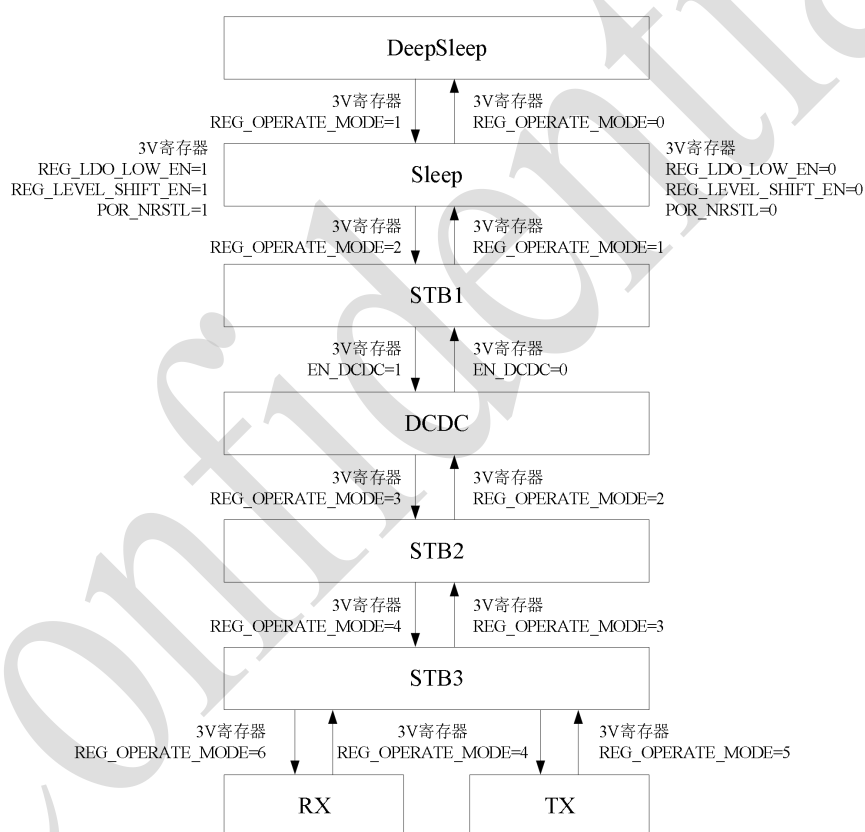 DeepSleep
3V寄存器
REG_OPERATE_MODE=1
3V寄存器
REG_OPERATE_MODE=0
3V寄存器
REG_LDO_LOW_EN=1
REG_LEVEL_SHIFT_EN=1
POR_NRSTL=1
Sleep
3V寄存器
REG_LDO_LOW_EN=0
REG_LEVEL_SHIFT_EN=0
POR_NRSTL=0
3V寄存器
REG_OPERATE_MODE=2
3V寄存器
REG_OPERATE_MODE=1
STB1
3V寄存器
EN_DCDC=1
3V寄存器
EN_DCDC=0
DCDC
3V寄存器
REG_OPERATE_MODE=3
3V寄存器
REG_OPERATE_MODE=2
STB2
3V寄存器
REG_OPERATE_MODE=4
3V寄存器
REG_OPERATE_MODE=3
STB3
3V寄存器
REG_OPERATE_MODE=6
3V寄存器
REG_OPERATE_MODE=4
3V寄存器
REG_OPERATE_MODE=5
RX
TX
onfidentia